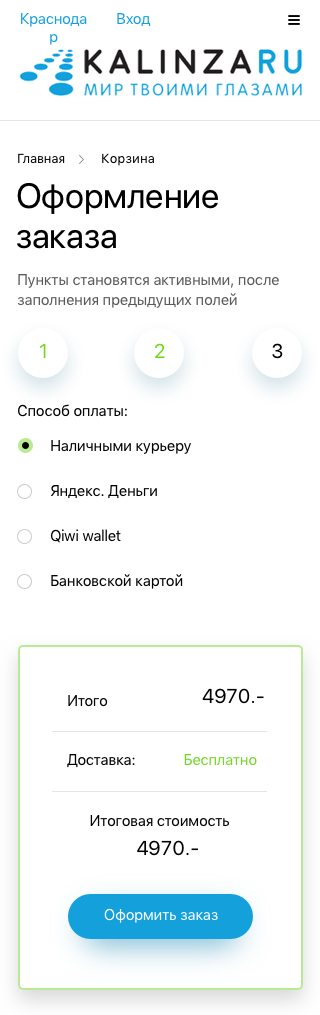 Краснода
р
Вход
KALINZARU
МИР ТВОИМИ ГЛАЗАМИ
Главная
Корзина
Оформление
заказа
Пункты становятся активными, после
заполнения предыдущих полей
1
2
3
Способ оплаты:
Наличными курьеру
Яндекс. Деньги
Qiwi wallet
Банковской картой
Итого
4970.-
Доставка:
Бесплатно
Итоговая стоимость
4970.-
Оформить заказ